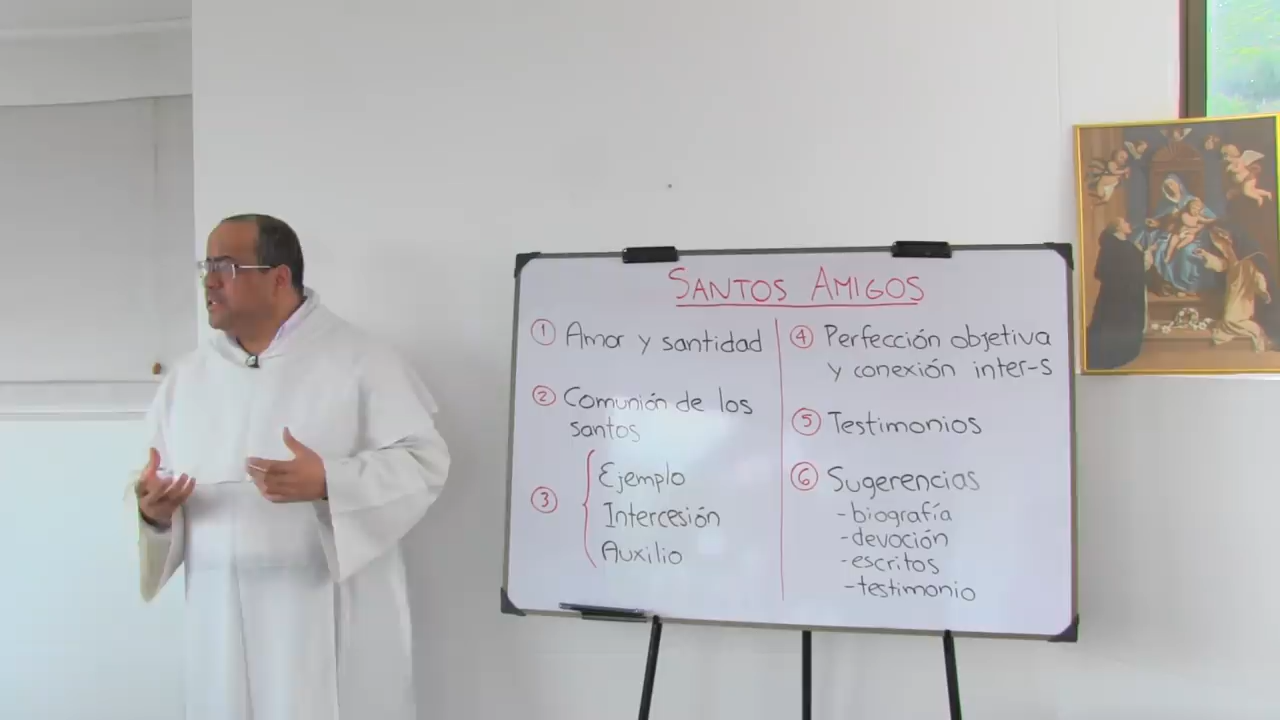 SANTOS AMIGOS
1 Amor y santidad
2 Comunión de los
santos
3 Ejemplo
Intercesión
Auxilio
4 Perfección objetiva
y conexión inter-s
5 Testimonios
6 Sugerencias
-biografía
-devoción
-escritos
-testimonio